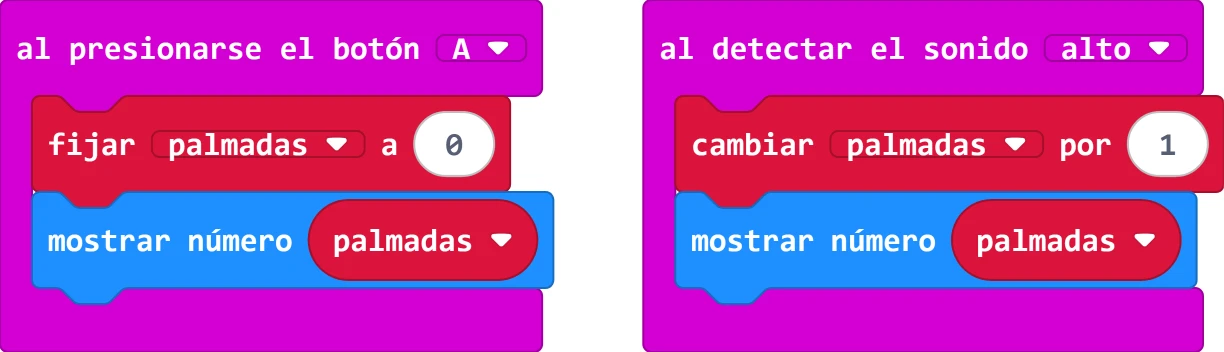 al presionarse el botón A
fijar palmadas a 0
mostrar número palmadas
al detectar el sonido alto
cambiar palmadas por 1
mostrar número palmadas